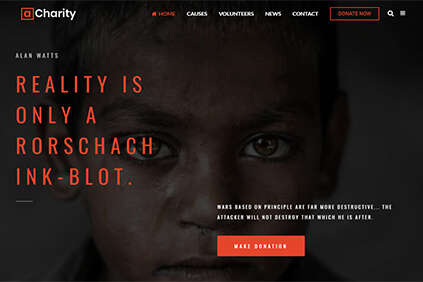 aCharity
HOME CAUSES VOLUNTEERS NEWS CONTACT DONATE NOW
ALAN WATTS
REALITY IS
ONLY A
RORSCHACH
INK-BLOT.
WARS BASED ON PRINCIPLE ARE FAR MORE DESTRUCTIVE... THE
ATTACKER WILL NOT DESTROY THAT WHICH HE IS AFTER.
MAKE DONATION